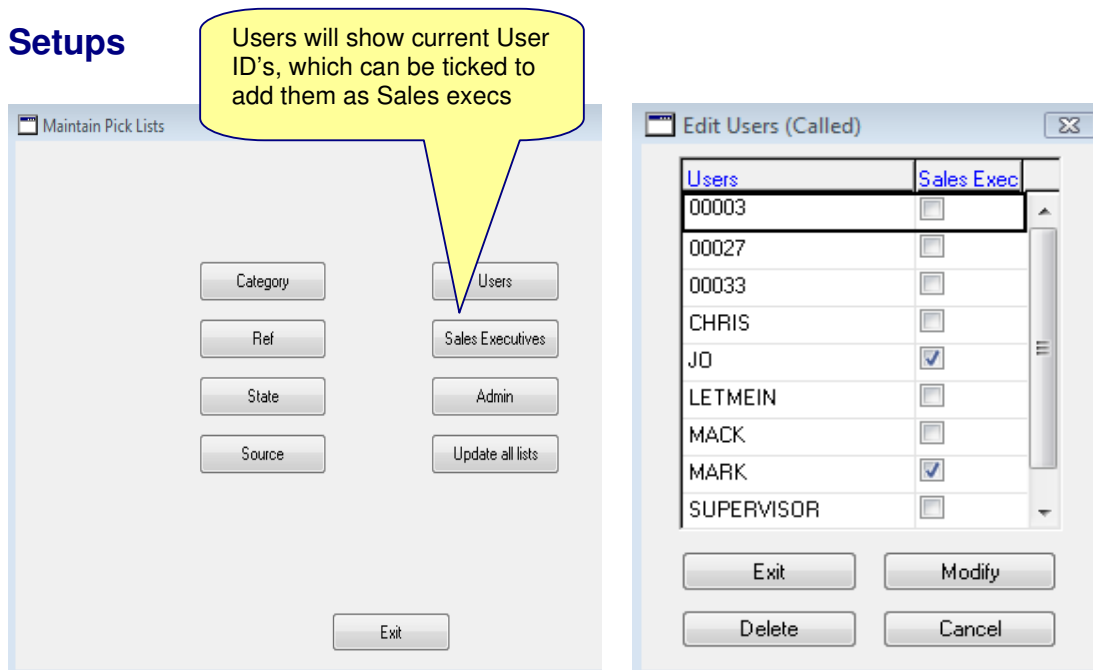 Setups
Users will show current User
ID's, which can be ticked to
add them as Sales execs
Maintain Pick Lists
Category
Users
Ref
Sales Executives
State
Admin
Source
Update all lists
Exit
Edit Users (Called)
Users Sales Exec
00003
00027
00033
CHRIS
JO
LETMEIN
MACK
MARK
SUPERVISOR
Exit Modify
Delete Cancel